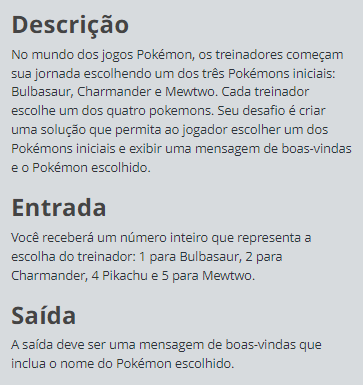 Descrição
No mundo dos jogos Pokémon, os treinadores começam
sua jornada escolhendo um dos três Pokémons iniciais:
Bulbasaur, Charmander e Mewtwo. Cada treinador
escolhe um dos quatro pokemons. Seu desafio é criar
uma solução que permita ao jogador escolher um dos
Pokémons iniciais e exibir uma mensagem de boas-vindas
e o Pokémon escolhido.
Entrada
Você receberá um número inteiro que representa a
escolha do treinador: 1 para Bulbasaur, 2 para
Charmander, 4 Pikachu e 5 para Mewtwo.
Saída
A saída deve ser uma mensagem de boas-vindas que
inclua o nome do Pokémon escolhido.